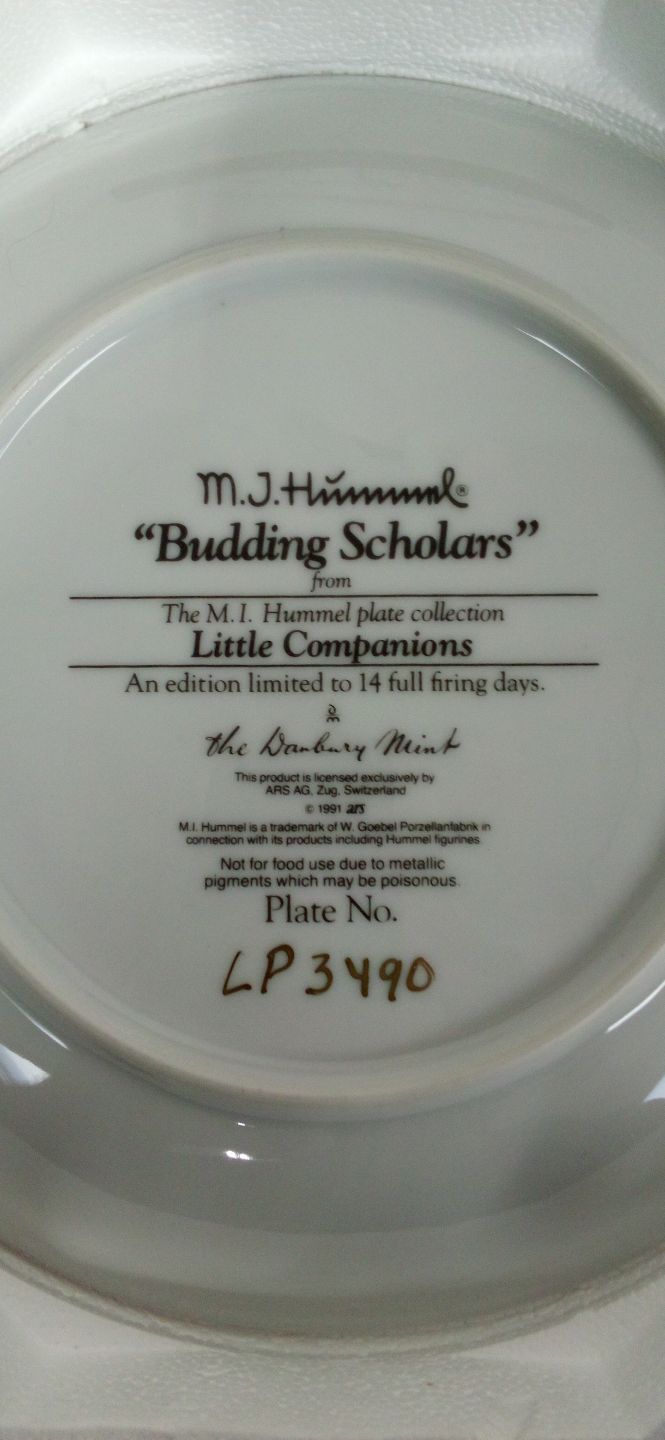 M.J.Hummel®
“Budding Scholars”
from
The M.I. Hummel plate collection
Little Companions
An edition limited to 14 full firing days.
DM
the Danbury Mint
This product is licensed exclusively by
ARS AG, Zug, Switzerland
© 1991 ars
M.I. Hummel is a trademark of W. Goebel Porzellanfabrik in
connection with its products including Hummel figurines.
Not for food use due to metallic
pigments which may be poisonous.
Plate No.
LP3490